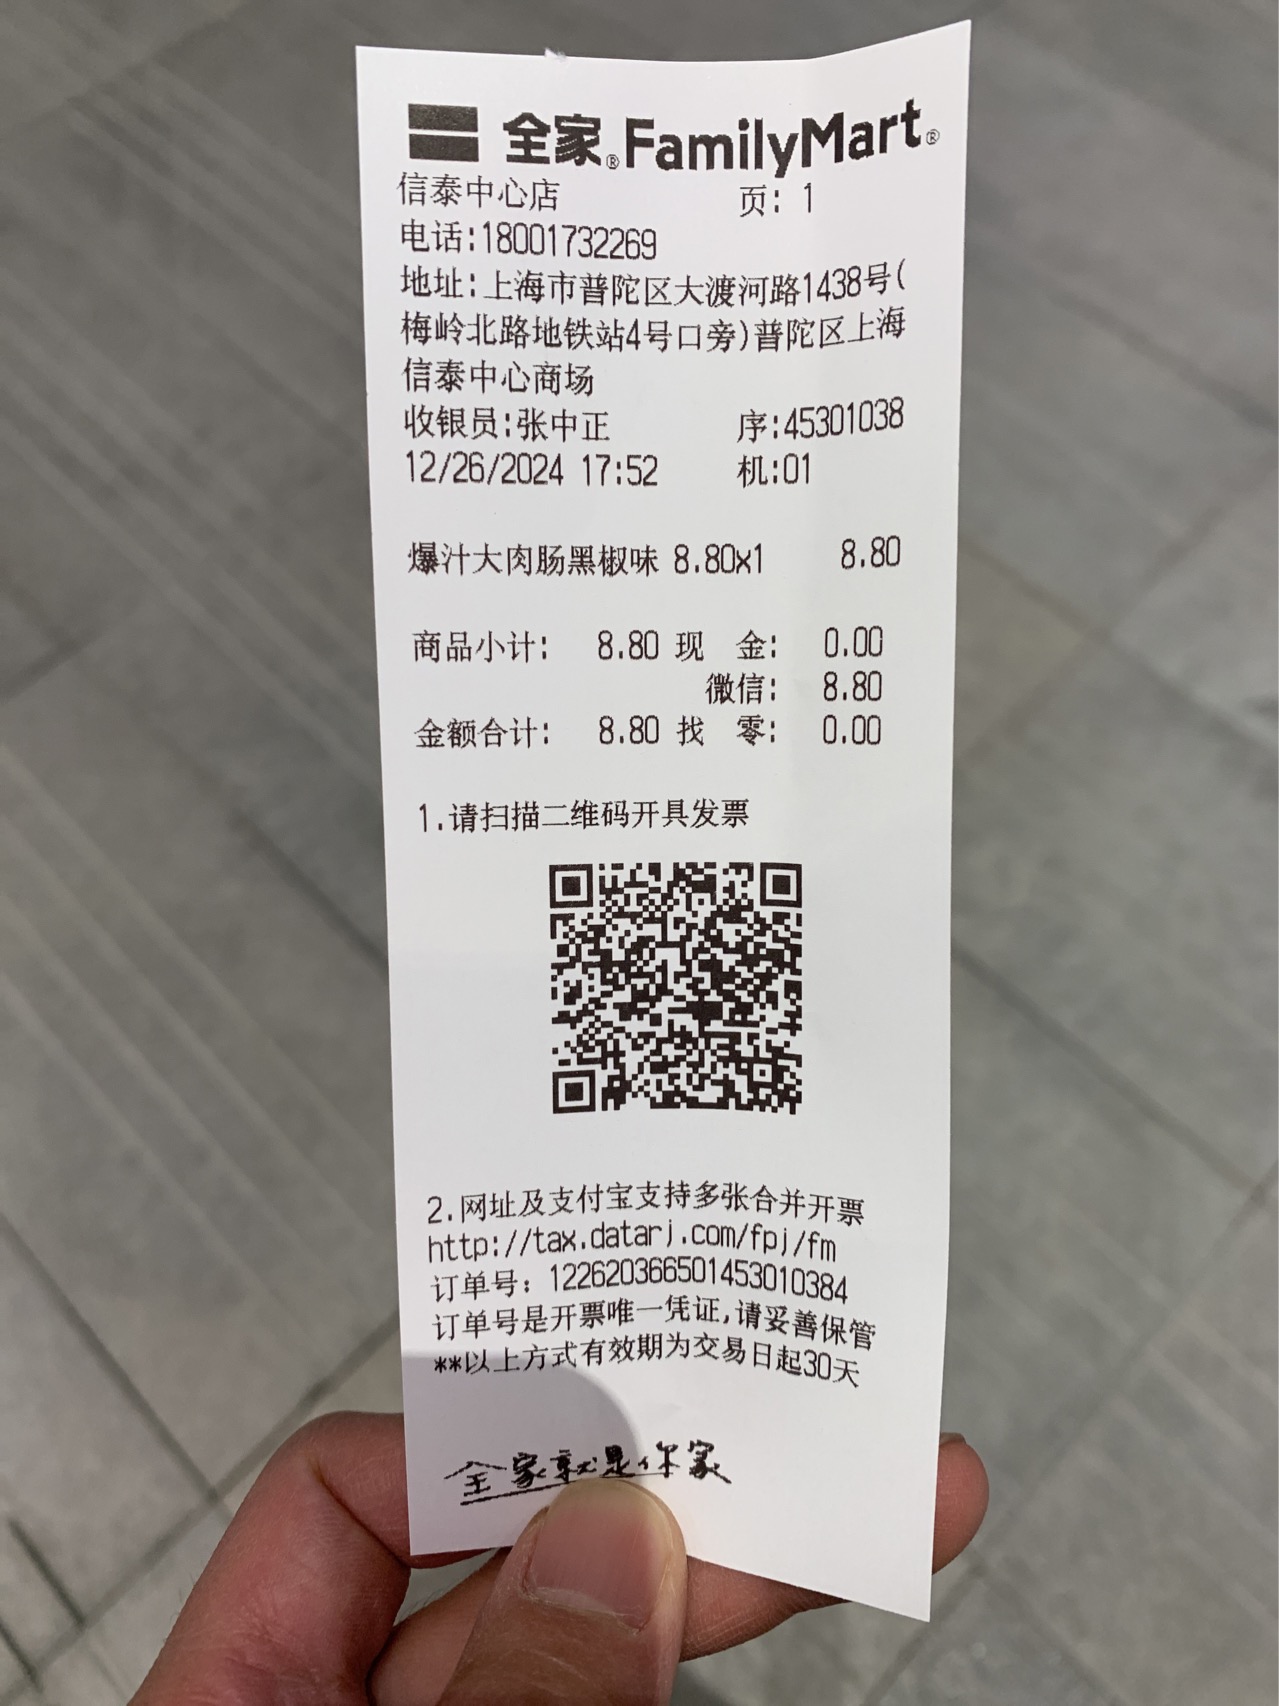 全家® FamilyMart®
信泰中心店 页: 1
电话:18001732269
地址:上海市普陀区大渡河路1438号(
梅岭北路地铁站4号口旁)普陀区上海
信泰中心商场
收银员:张中正 序:45301038
12/26/2024 17:52 机:01
爆汁大肉肠黑椒味 8.80x1 8.80
商品小计: 8.80 现 金: 0.00
微信: 8.80
金额合计: 8.80 找 零: 0.00
1.请扫描二维码开具发票
2.网址及支付宝支持多张合并开票
http://tax.datarj.com/fpj/fm
订单号: 122620366501453010384
订单号是开票唯一凭证,请妥善保管
**以上方式有效期为交易日起30天
全家就是你家